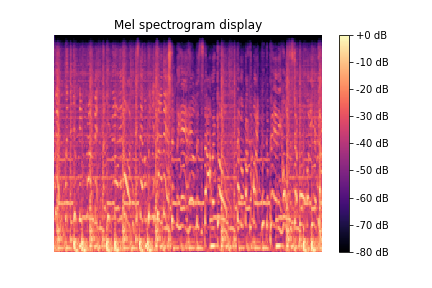 Mel spectrogram display
+0 dB
-10 dB
-20 dB
-30 dB
-40 dB
-50 dB
-60 dB
-70 dB
-80 dB